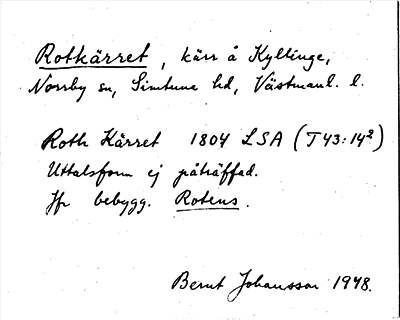 Rotkärret, kärr å Kyllinge,
Norrby sn, Simtuna hd, Västmanl. l.
Roth Kärret 1804 LSA (T43:14²)
Uttalsform ej påträffad.
Jfr bebygg. Rotens.
Bernt Johansson 1948.